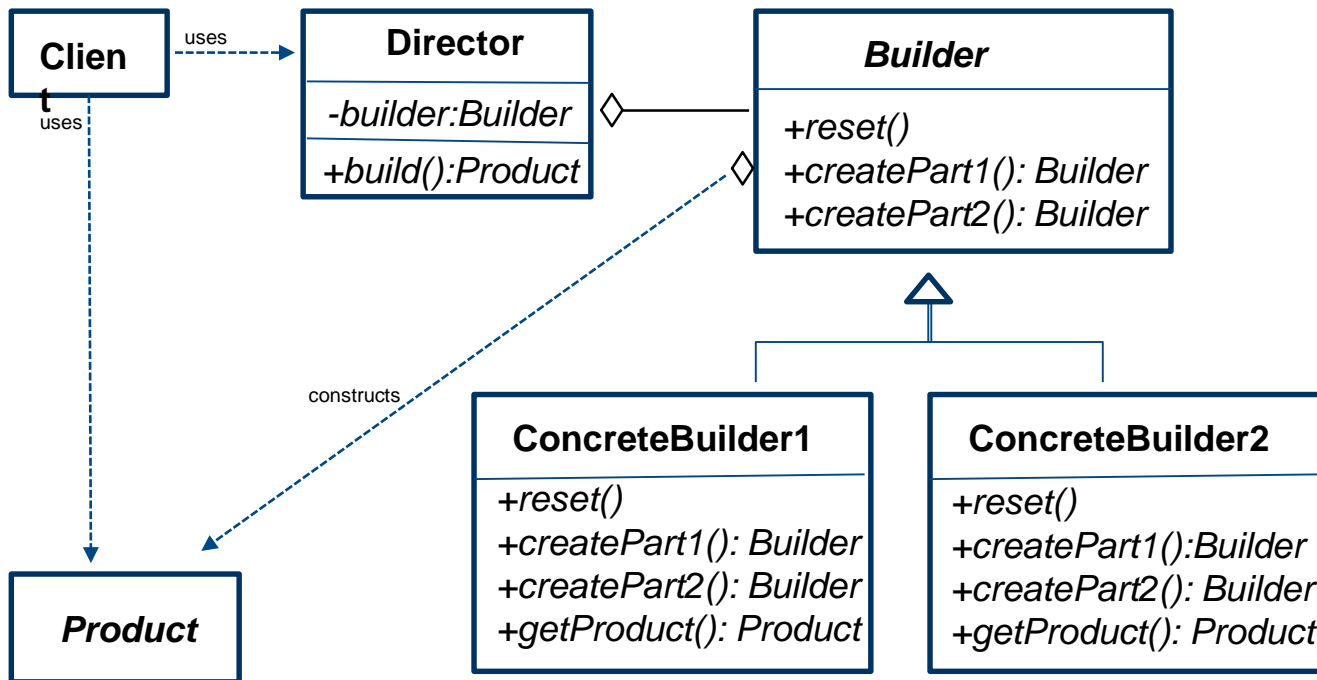 Clien
t
uses
uses
Director
-builder:Builder
+build():Product
Builder
+reset()
+createPart1(): Builder
+createPart2(): Builder
constructs
ConcreteBuilder1
+reset()
+createPart1(): Builder
+createPart2(): Builder
+getProduct(): Product
ConcreteBuilder2
+reset()
+createPart1():Builder
+createPart2(): Builder
+getProduct(): Product
Product